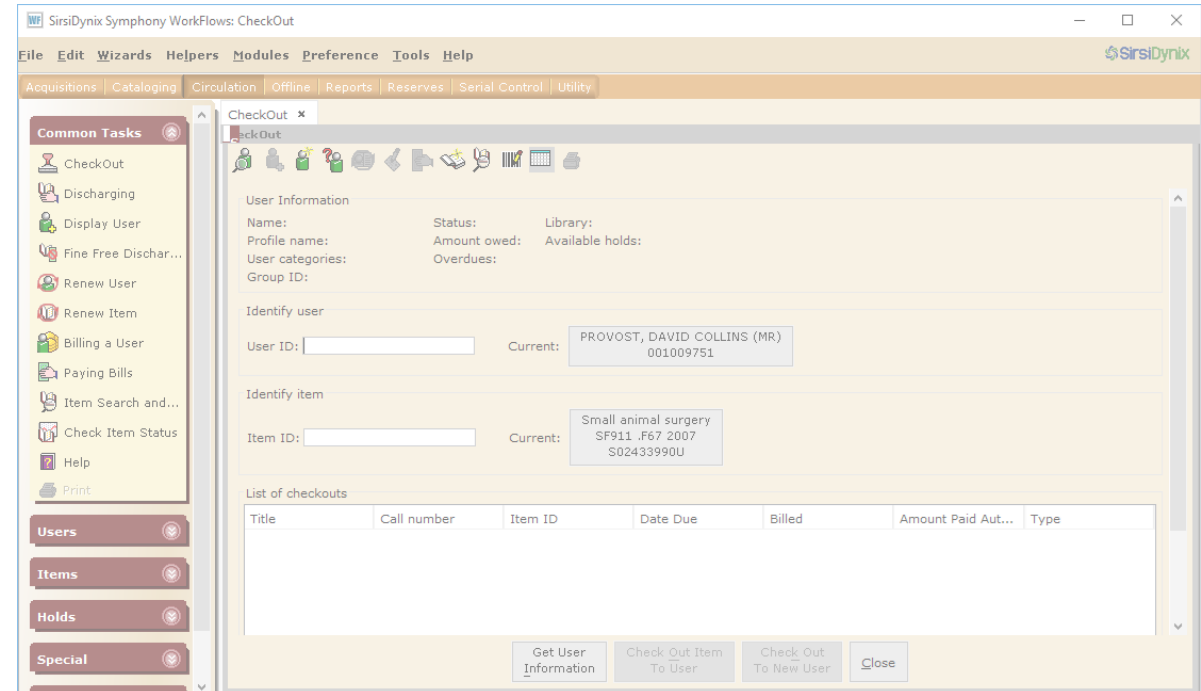 WF SirsiDynix Symphony WorkFlows: CheckOut
File Edit Wizards Helpers Modules Preference Tools Help
SirsiDynix
Acquisitions Cataloging Circulation Offline Reports Reserves Serial Control Utility
CheckOut
eckOut
Common Tasks
CheckOut
Discharging
Display User
Fine Free Dischar...
Renew User
Renew Item
Billing a User
Paying Bills
Item Search and...
Check Item Status
Help
Print
Users
Items
Holds
Special
User Information
Name: Status: Library:
Profile name: Amount owed: Available holds:
User categories: Overdues:
Group ID:
Identify user
User ID: Current: PROVOST, DAVID COLLINS (MR)
001009751
Identify item
Item ID: Current: Small animal surgery
SF911 .F67 2007
S02433990U
List of checkouts
Title Call number Item ID Date Due Billed Amount Paid Aut... Type
Get User Information
Check Out Item To User
Check Out To New User
Close